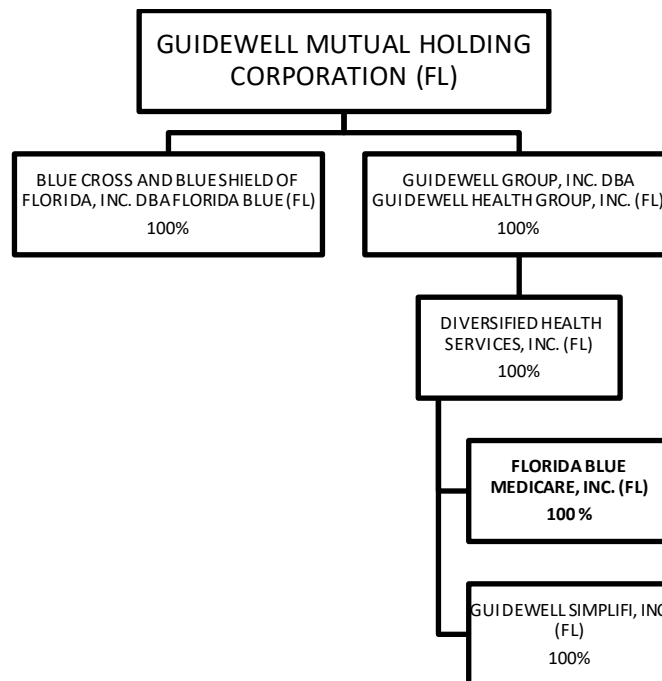 GUIDEWELL MUTUAL HOLDING
CORPORATION (FL)
BLUE CROSS AND BLUE SHIELD OF
FLORIDA, INC. DBA FLORIDA BLUE (FL)
100%
GUIDEWELL GROUP, INC. DBA
GUIDEWELL HEALTH GROUP, INC. (FL)
100%
DIVERSIFIED HEALTH
SERVICES, INC. (FL)
100%
FLORIDA BLUE
MEDICARE, INC. (FL)
100 %
GUIDEWELL SIMPLIFI, INC
(FL)
100%